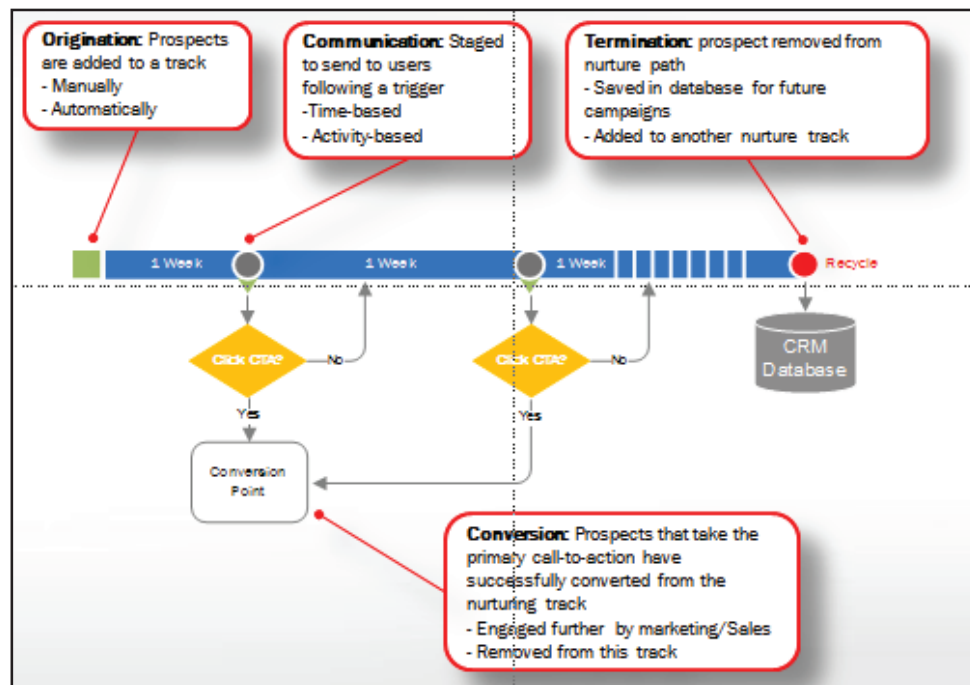 Origination: Prospects
are added to a track
- Manually
- Automatically
Communication: Staged
to send to users
following a trigger
-Time-based
- Activity-based
Termination: prospect removed from
nurture path
- Saved in database for future
campaigns
- Added to another nurture track
1 Week
1 Week
1 Week
Recycle
Click CTA?
No
Click CTA?
No
CRM
Database
Yes
Yes
Conversion
Point
Conversion: Prospects that take the
primary call-to-action have
successfully converted from the
nurturing track
- Engaged further by marketing/Sales
- Removed from this track